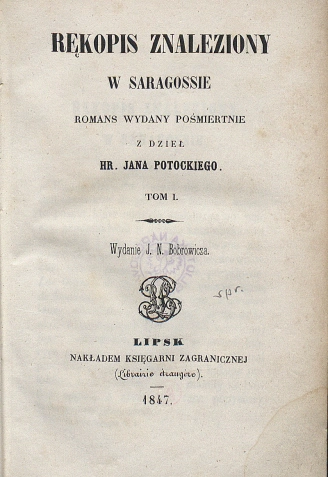 RĘKOPIS ZNALEZIONY
W SARAGOSSIE
ROMANS WYDANY POŚMIERTNIE
Z DZIEŁ
HR. JANA POTOCKIEGO.
TOM I.
Wydanie J. N. Bobrowicza.
LIPSK
NAKŁADEM KSIĘGARNI ZAGRANICZNEJ
(Librairie étrangère).
1847.